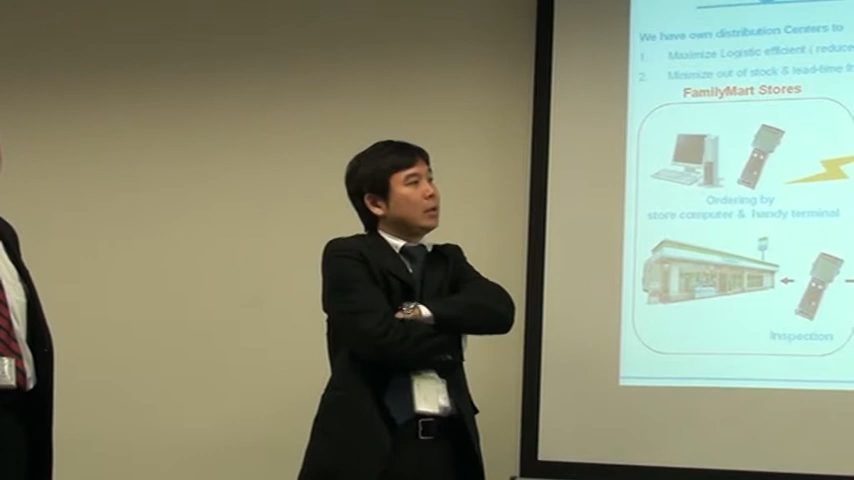 We have own distribution Centers to
1. Maximize Logistic efficient ( reduce
2. Minimize out of stock & lead-time
FamilyMart Stores
Ordering by
store computer & handy terminal
Inspection